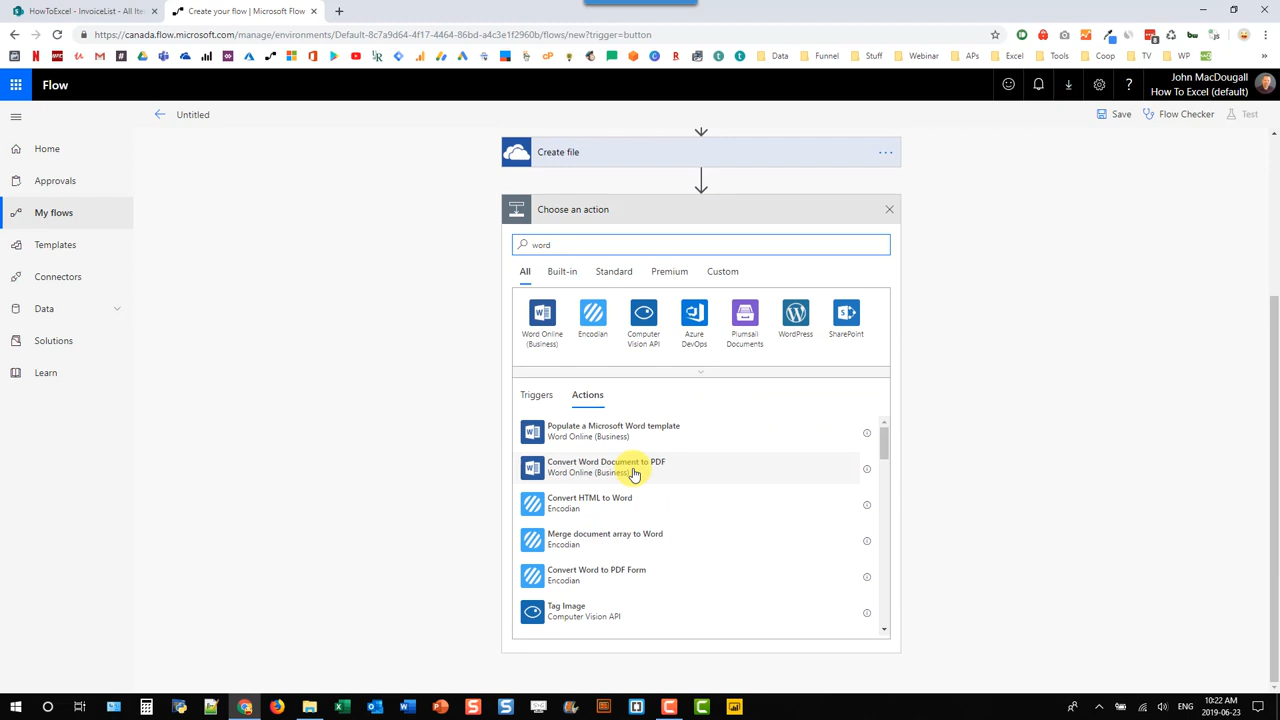 HowToExcel - InvoiceList - All Ite
Create your flow | Microsoft Flow
https://canada.flow.microsoft.com/manage/environments/Default-8c7a9d64-4f17-4464-86bd-a4c3e1f2960b/flows/new?trigger=button
Data
Funnel
Stuff
Webinar
APIs
Excel
Tools
Coop
TV
WP
Flow
John MacDougall
How To Excel (default)
Untitled
Save
Flow Checker
Test
Home
Approvals
My flows
Templates
Connectors
Data
Solutions
Learn
Create file
Choose an action
word
All
Built-in
Standard
Premium
Custom
Word Online
(Business)
Encodian
Computer
Vision API
Azure
DevOps
Plumsail
Documents
WordPress
SharePoint
Triggers
Actions
Populate a Microsoft Word template
Word Online (Business)
Convert Word Document to PDF
Word Online (Business)
Convert HTML to Word
Encodian
Merge document array to Word
Encodian
Convert Word to PDF Form
Encodian
Tag Image
Computer Vision API
ENG
10:22 AM
2019-06-23